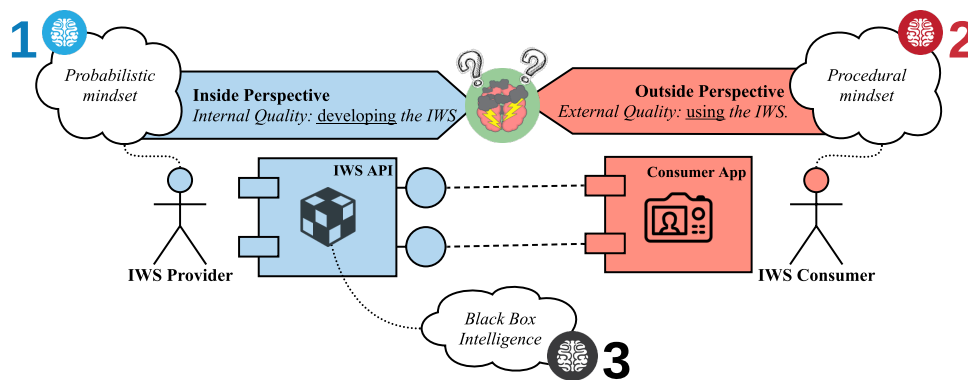 1
Probabilistic
mindset
Inside Perspective
Internal Quality: developing the IWS
? ?
Outside Perspective
External Quality: using the IWS.
Procedural
mindset
2
IWS API
Consumer App
IWS Provider
IWS Consumer
Black Box
Intelligence
3